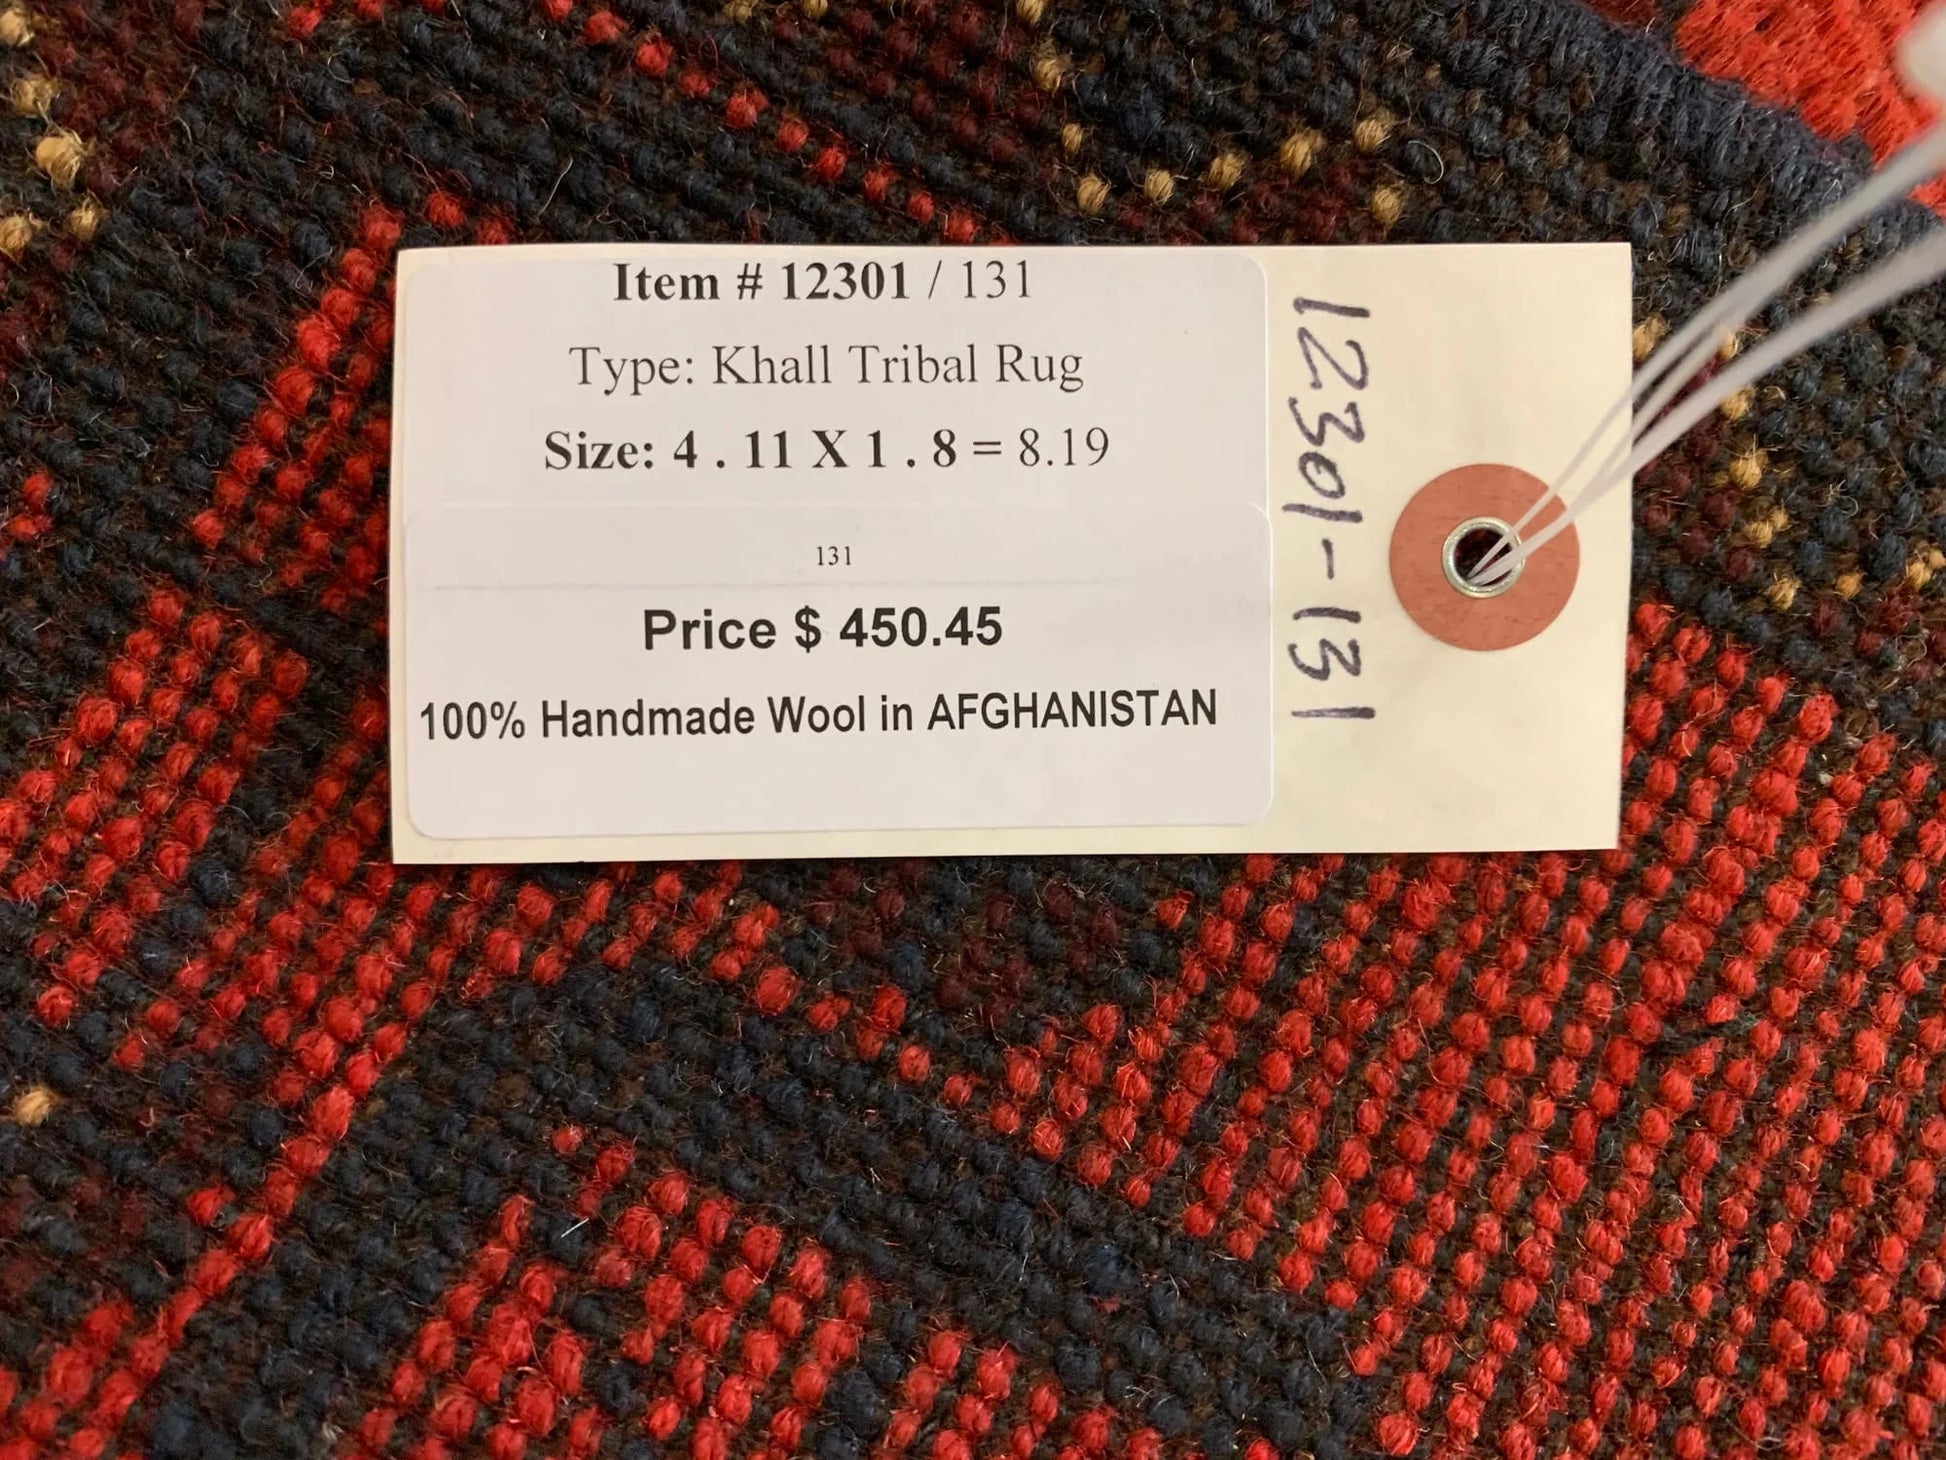 Item # 12301 / 131
Type: Khall Tribal Rug
Size: 4 . 11 X 1 . 8 = 8.19
131
Price $ 450.45
100% Handmade Wool in AFGHANISTAN
12301-131